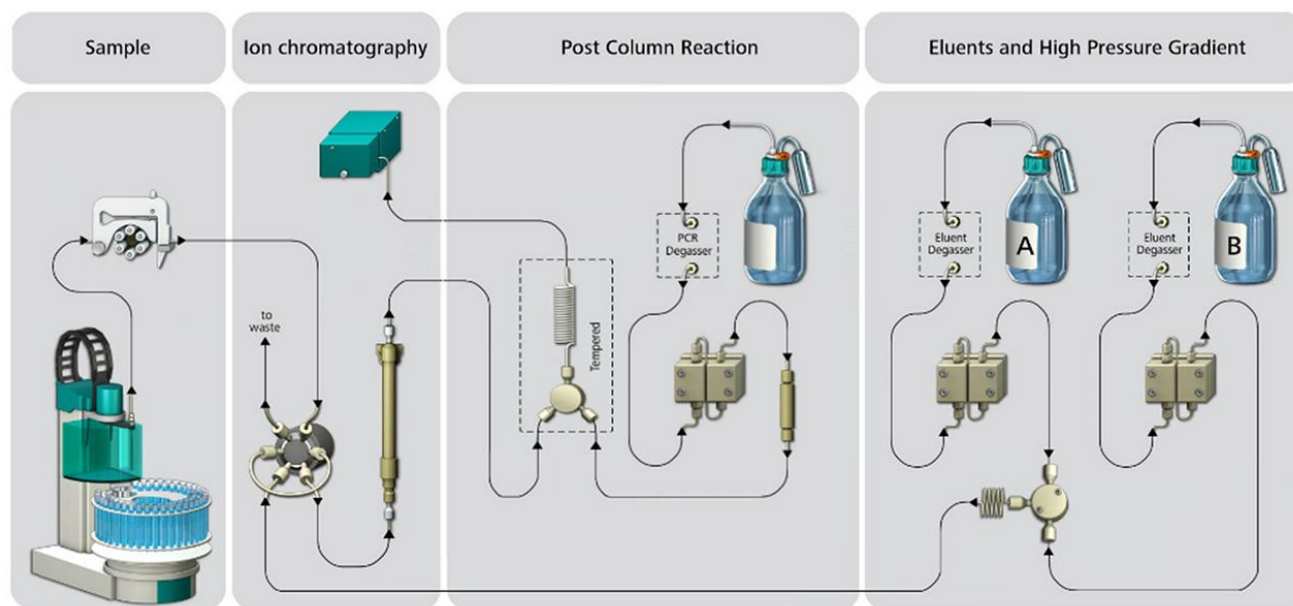 Sample
Ion chromatography
Post Column Reaction
Eluents and High Pressure Gradient
to
waste
Tempered
PCR
Degasser
Eluent
Degasser
A
Eluent
Degasser
B